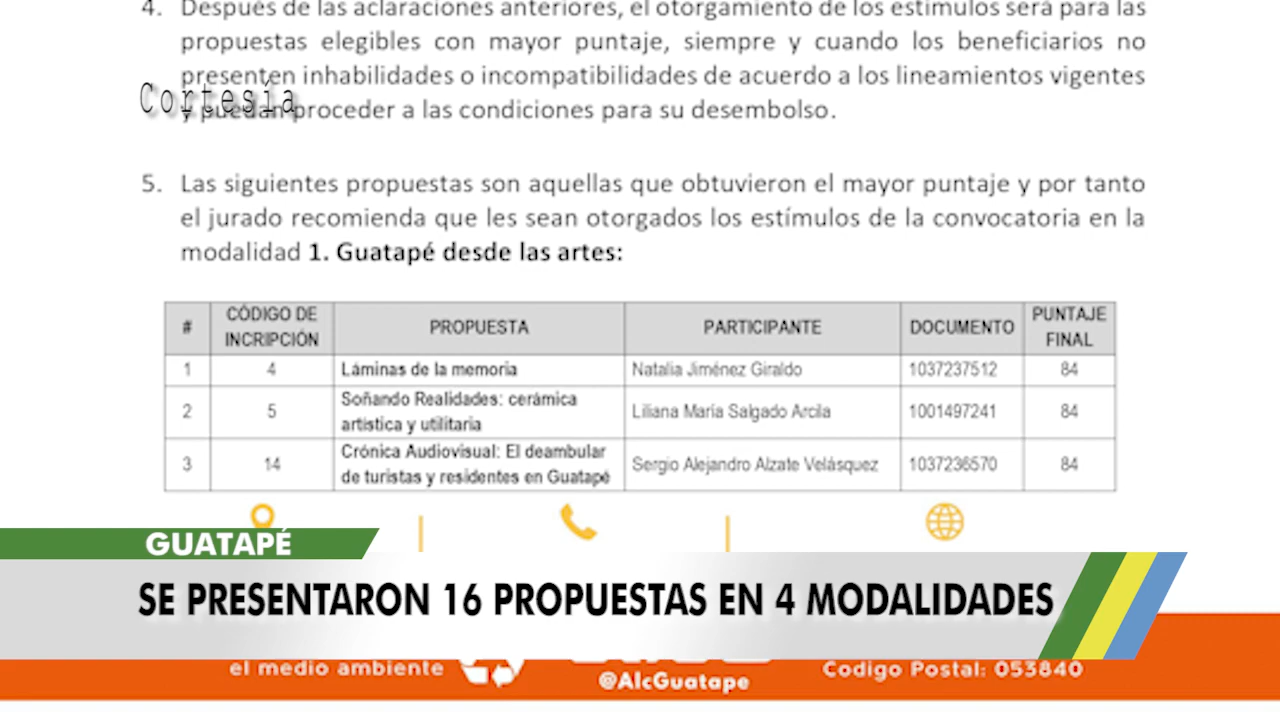 4. Después de las aclaraciones anteriores, el otorgamiento de los estímulos será para las
propuestas elegibles con mayor puntaje, siempre y cuando los beneficiarios no
presenten inhabilidades o incompatibilidades de acuerdo a los lineamientos vigentes
Cortesía
y puedan proceder a las condiciones para su desembolso.
5. Las siguientes propuestas son aquellas que obtuvieron el mayor puntaje y por tanto
el jurado recomienda que les sean otorgados los estímulos de la convocatoria en la
modalidad 1. Guatapé desde las artes:
# CÓDIGO DE INCRIPCIÓN PROPUESTA PARTICIPANTE DOCUMENTO PUNTAJE FINAL
1 4 Láminas de la memoria Natalia Jiménez Giraldo 1037237512 84
2 5 Soñando Realidades: cerámica artística y utilitaria Liliana María Salgado Arcila 1001497241 84
3 14 Crónica Audiovisual: El deambular de turistas y residentes en Guatapé Sergio Alejandro Alzate Velásquez 1037236570 84
GUATAPÉ
SE PRESENTARON 16 PROPUESTAS EN 4 MODALIDADES
el medio ambiente
@AlcGuatape
Codigo Postal: 053840